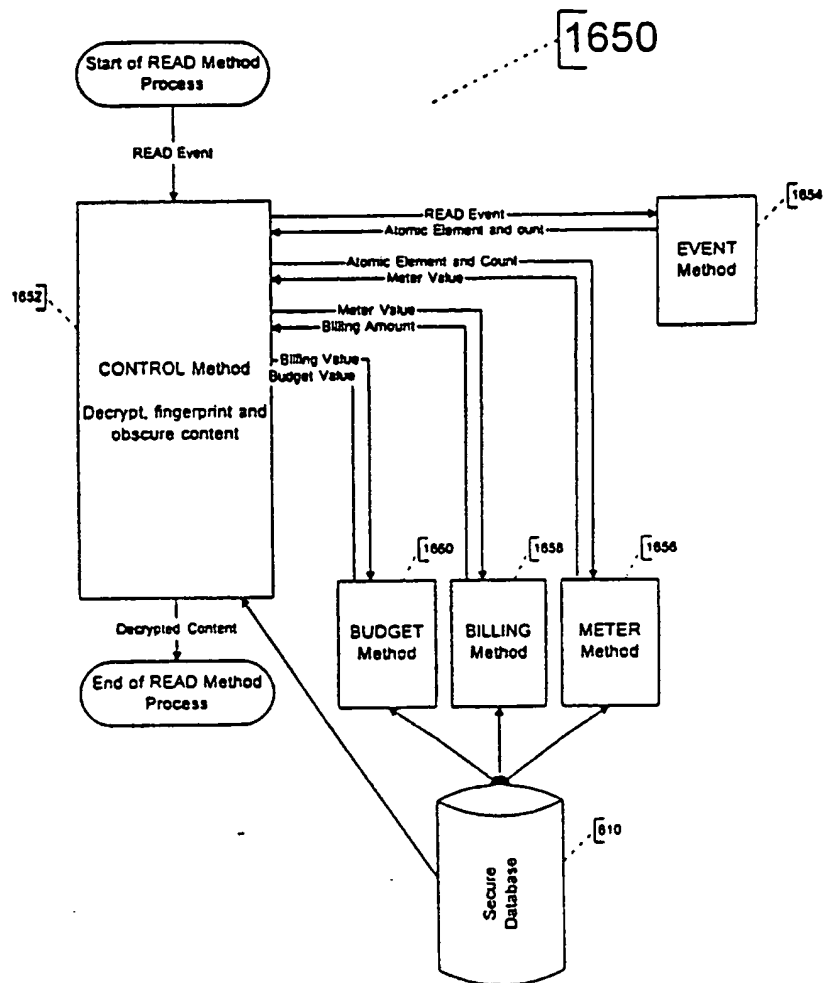 1650
Start of READ Method
Process
READ Event
READ Event
Atomic Element and ount
1654
EVENT
Method
Atomic Element and Count
Meter Value
1652
Meter Value
Billing Amount
Billing Value
Budget Value
CONTROL Method
Decrypt, fingerprint and
obscure content
1660
1658
1656
BUDGET
Method
BILLING
Method
METER
Method
Decrypted Content
End of READ Method
Process
610
Secure
Database